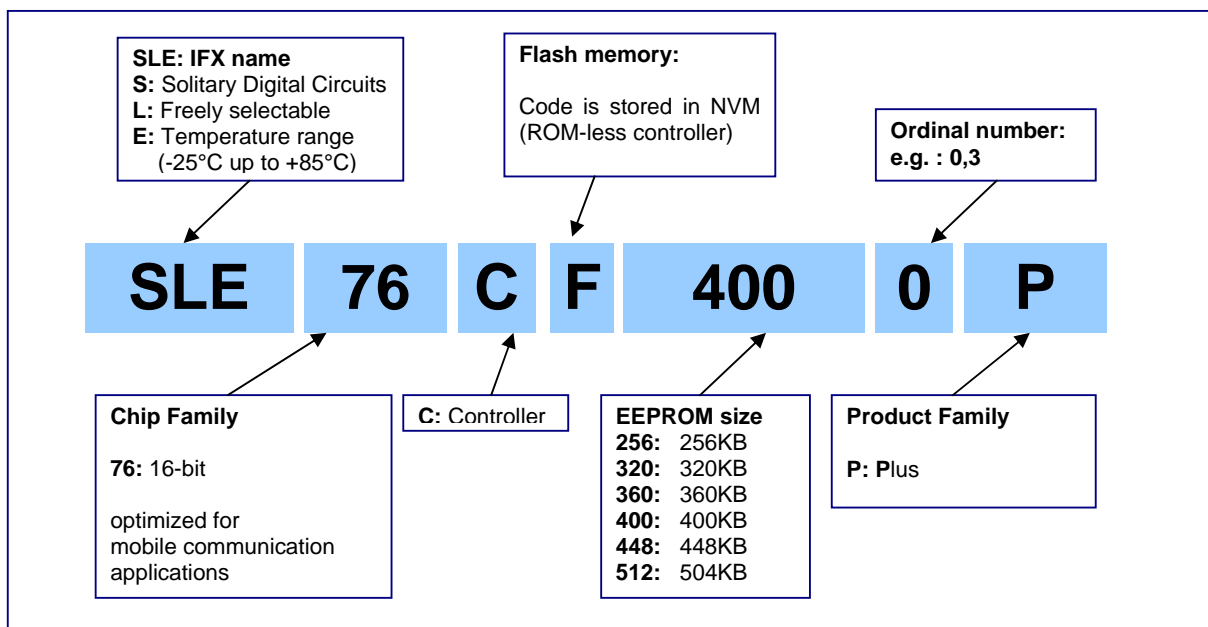 SLE: IFX name
S: Solitary Digital Circuits
L: Freely selectable
E: Temperature range
(-25°C up to +85°C)
Flash memory:
Code is stored in NVM
(ROM-less controller)
Ordinal number:
e.g. : 0,3
SLE 76 C F 400 0 P
Chip Family
76: 16-bit
optimized for
mobile communication
applications
C: Controller
EEPROM size
256: 256KB
320: 320KB
360: 360KB
400: 400KB
448: 448KB
512: 504KB
Product Family
P: Plus